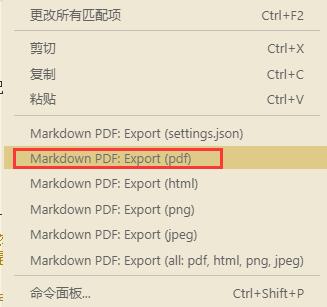 更改所有匹配项 Ctrl+F2
剪切 Ctrl+X
复制 Ctrl+C
粘贴 Ctrl+V
Markdown PDF: Export (settings.json)
Markdown PDF: Export (pdf)
Markdown PDF: Export (html)
Markdown PDF: Export (png)
Markdown PDF: Export (jpeg)
Markdown PDF: Export (all: pdf, html, png, jpeg)
命令面板... Ctrl+Shift+P